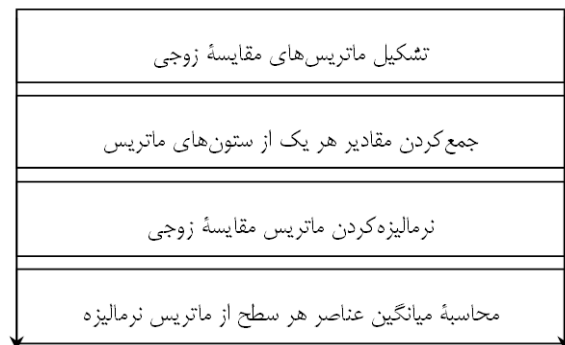 تشکیل ماتریس‌های مقایسهٔ زوجی
جمع‌کردن مقادیر هر یک از ستون‌های ماتریس
نرمالیزه‌کردن ماتریس مقایسهٔ زوجی
محاسبهٔ میانگین عناصر هر سطح از ماتریس نرمالیزه